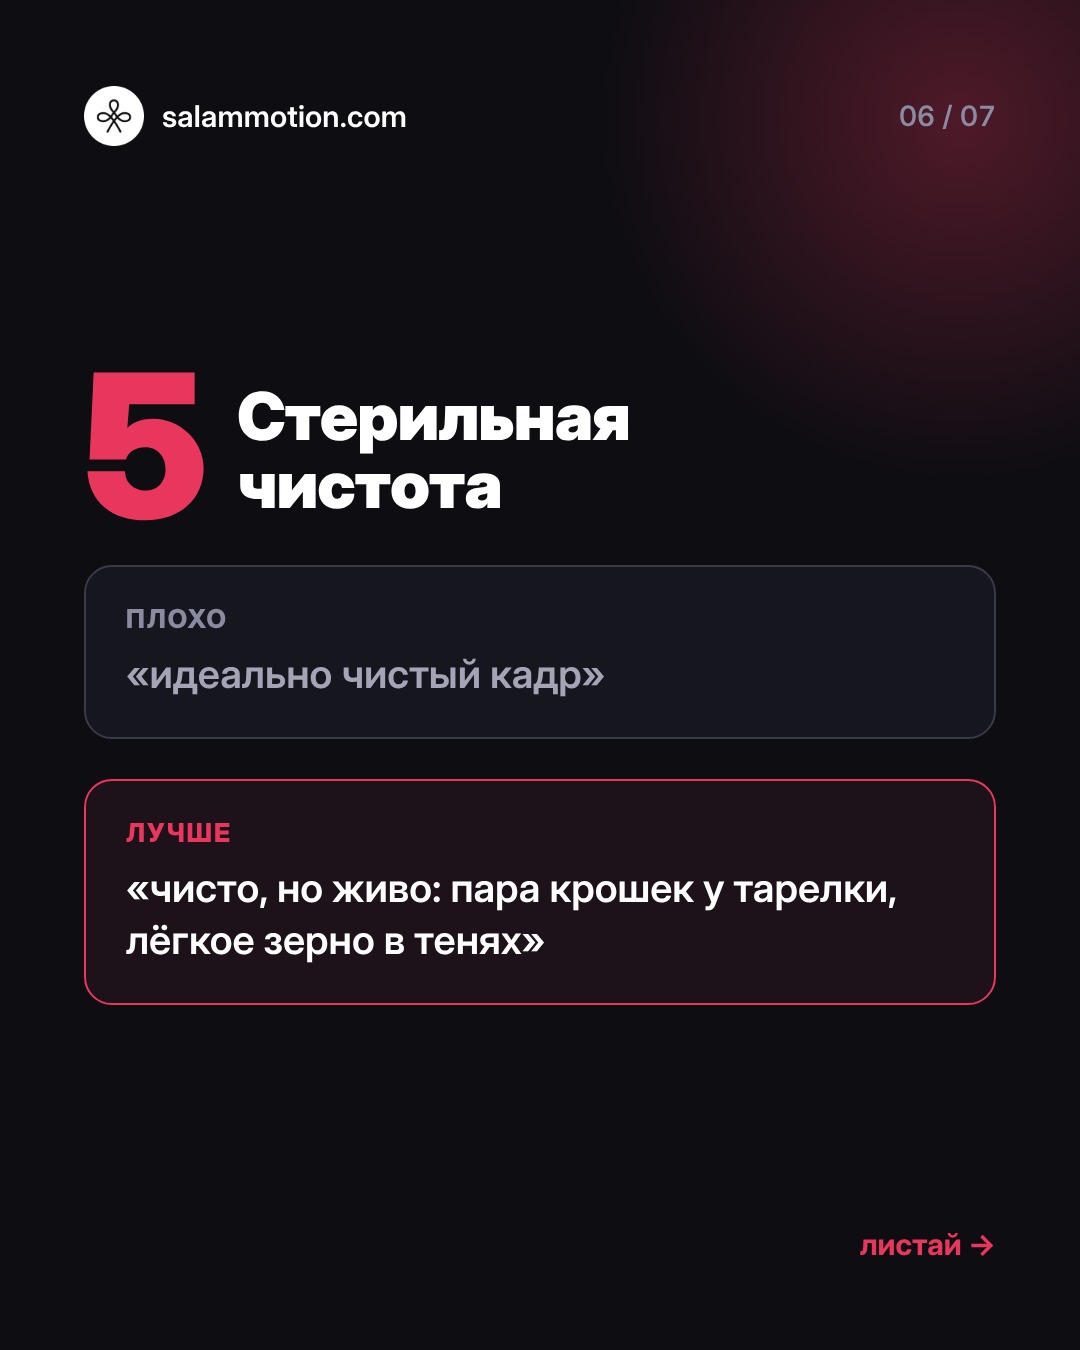 salammotion.com
06 / 07
5
Стерильная
чистота
ПЛОХО
«идеально чистый кадр»
ЛУЧШЕ
«чисто, но живо: пара крошек у тарелки,
лёгкое зерно в тенях»
листай →